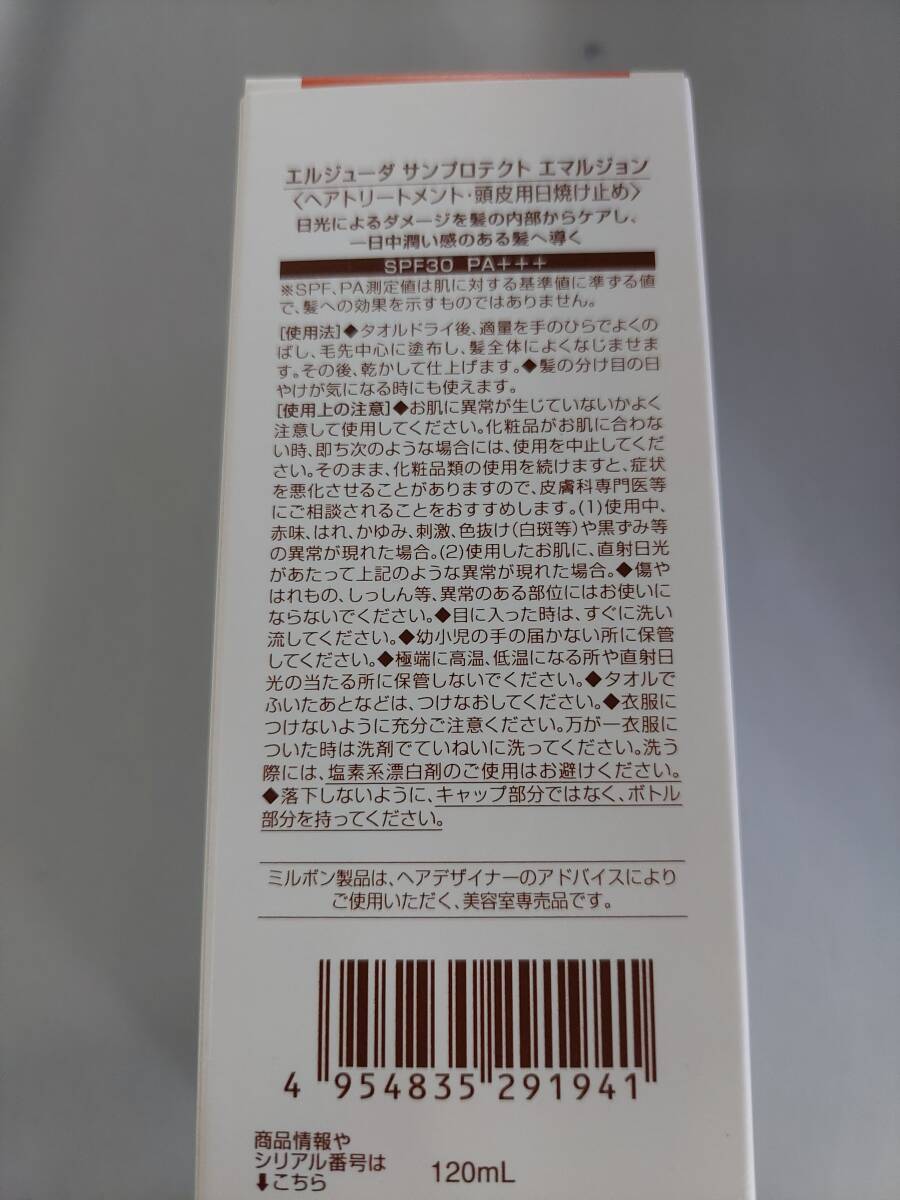 エルジューダ サンプロテクト エマルジョン
〈ヘアトリートメント・頭皮用日焼け止め〉
日光によるダメージを髪の内部からケアし、
一日中潤い感のある髪へ導く
SPF30 PA+++
※SPF、PA測定値は肌に対する基準値に準ずる値
で、髪への効果を示すものではありません。
[使用法]◆タオルドライ後、適量を手のひらでよくの
ばし、毛先中心に塗布し、髪全体によくなじませま
す。その後、乾かして仕上げます。◆髪の分け目の日
やけが気になる時にも使えます。
[使用上の注意]◆お肌に異常が生じていないかよく
注意して使用してください。化粧品がお肌に合わな
い時、即ち次のような場合には、使用を中止してくだ
さい。そのまま、化粧品類の使用を続けますと、症状
を悪化させることがありますので、皮膚科専門医等
にご相談されることをおすすめします。(1)使用中、
赤味、はれ、かゆみ、刺激、色抜け(白斑等)や黒ずみ等
の異常が現れた場合。(2)使用したお肌に、直射日光
があたって上記のような異常が現れた場合。◆傷や
はれもの、しっしん等、異常のある部位にはお使いに
ならないでください。◆目に入った時は、すぐに洗い
流してください。◆幼小児の手の届かない所に保管
してください。◆極端に高温、低温になる所や直射日
光の当たる所に保管しないでください。◆タオルで
ふいたあとなどは、つけなおしてください。◆衣服に
つけないように充分ご注意ください。万が一衣服に
ついた時は洗剤でていねいに洗ってください。洗う
際には、塩素系漂白剤のご使用はお避けください。
◆落下しないように、キャップ部分ではなく、ボトル
部分を持ってください。
ミルボン製品は、ヘアデザイナーのアドバイスにより
ご使用いただく、美容室専売品です。
4 954835 291941
商品情報や
シリアル番号は
⬇こちら
120mL